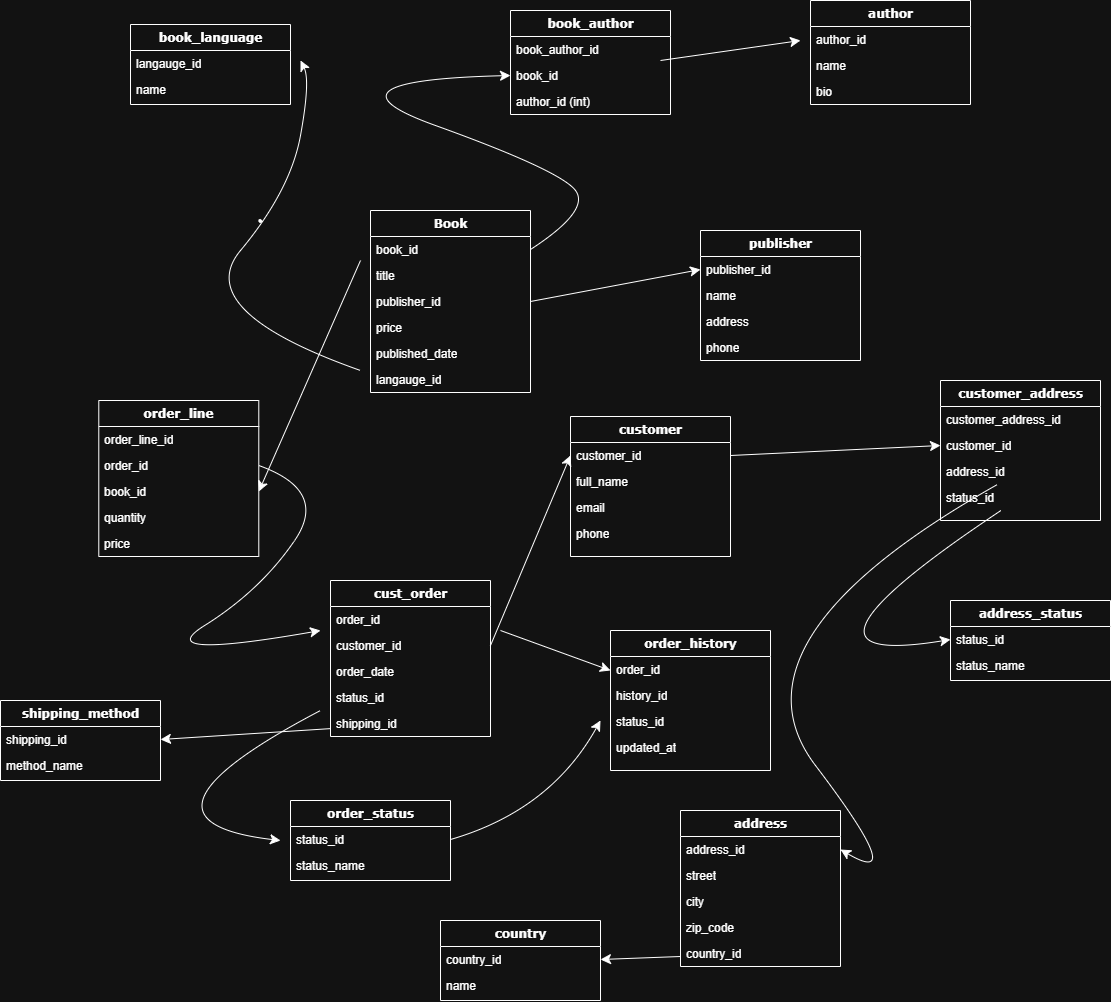 book_language
langauge_id
name
book_author
book_author_id
book_id
author_id (int)
author
author_id
name
bio
Book
book_id
title
publisher_id
price
published_date
langauge_id
publisher
publisher_id
name
address
phone
order_line
order_line_id
order_id
book_id
quantity
price
customer
customer_id
full_name
email
phone
customer_address
customer_address_id
customer_id
address_id
status_id
cust_order
order_id
customer_id
order_date
status_id
shipping_id
order_history
order_id
history_id
status_id
updated_at
address_status
status_id
status_name
shipping_method
shipping_id
method_name
order_status
status_id
status_name
address
address_id
street
city
zip_code
country_id
country
country_id
name